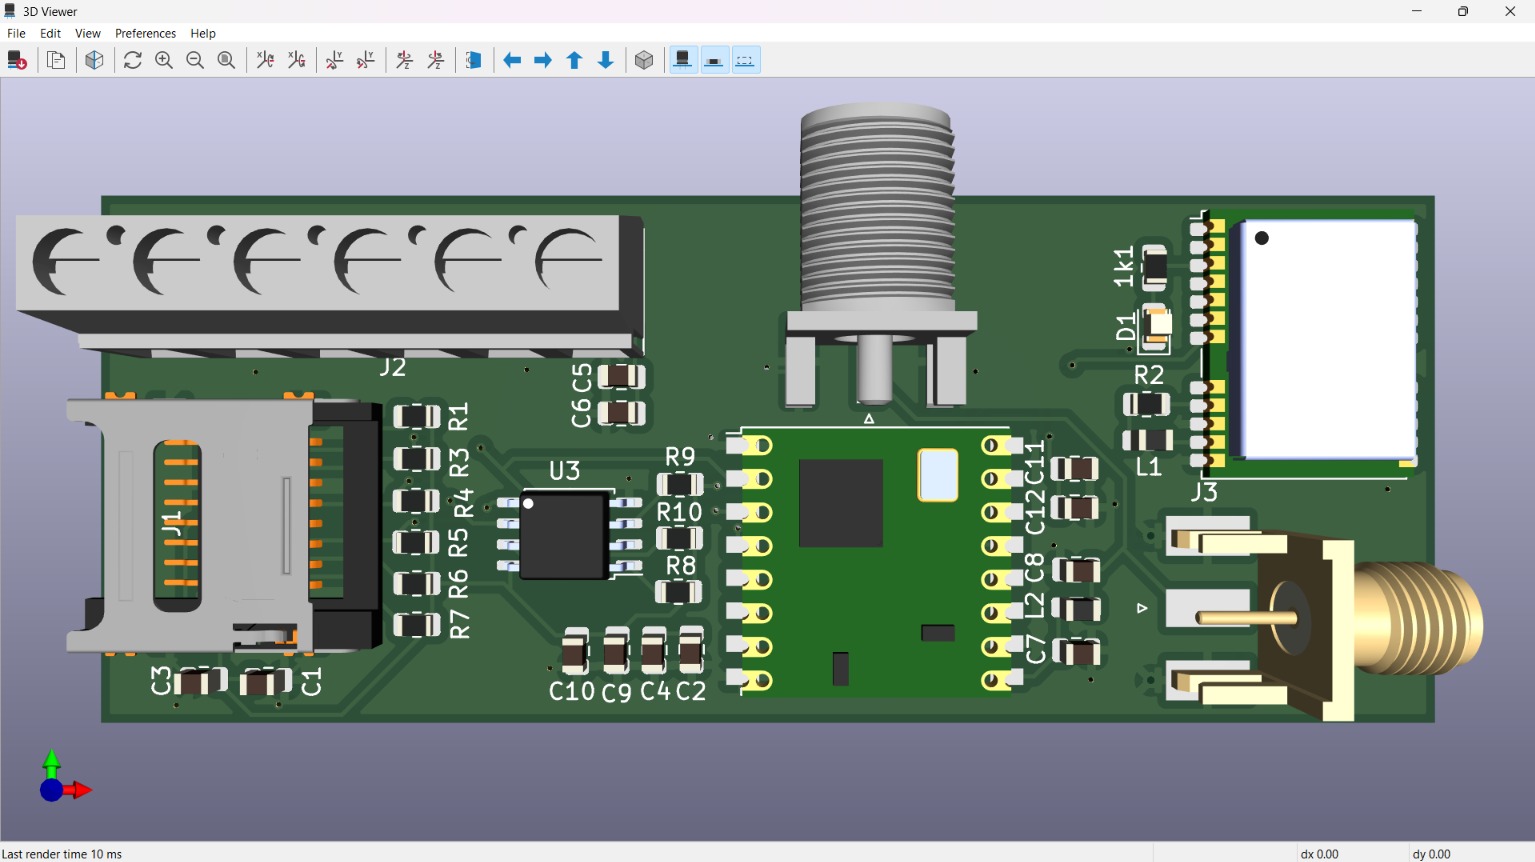 3D Viewer
File Edit View Preferences Help
J2
C5
C6
R1
R3
R4
R5
R6
R7
J1
C3
C1
U3
R9
R10
R8
C10 C9 C4 C2
C11
C12
C8
L2
C7
1k1
D1
R2
L1
J3
Last render time 10 ms
dx 0.00
dy 0.00